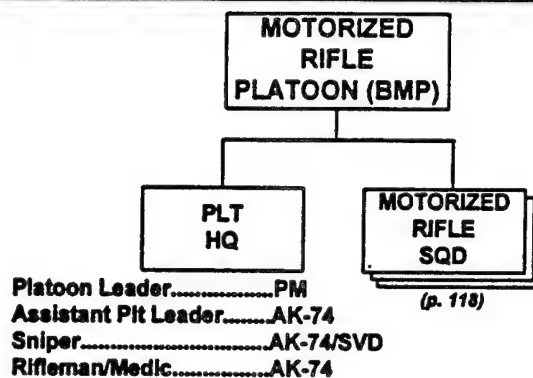 MOTORIZED
RIFLE
PLATOON (BMP)
PLT
HQ
MOTORIZED
RIFLE
SQD
(p. 118)
Platoon Leader..................PM
Assistant Plt Leader........AK-74
Sniper..............................AK-74/SVD
Rifleman/Medic...............AK-74